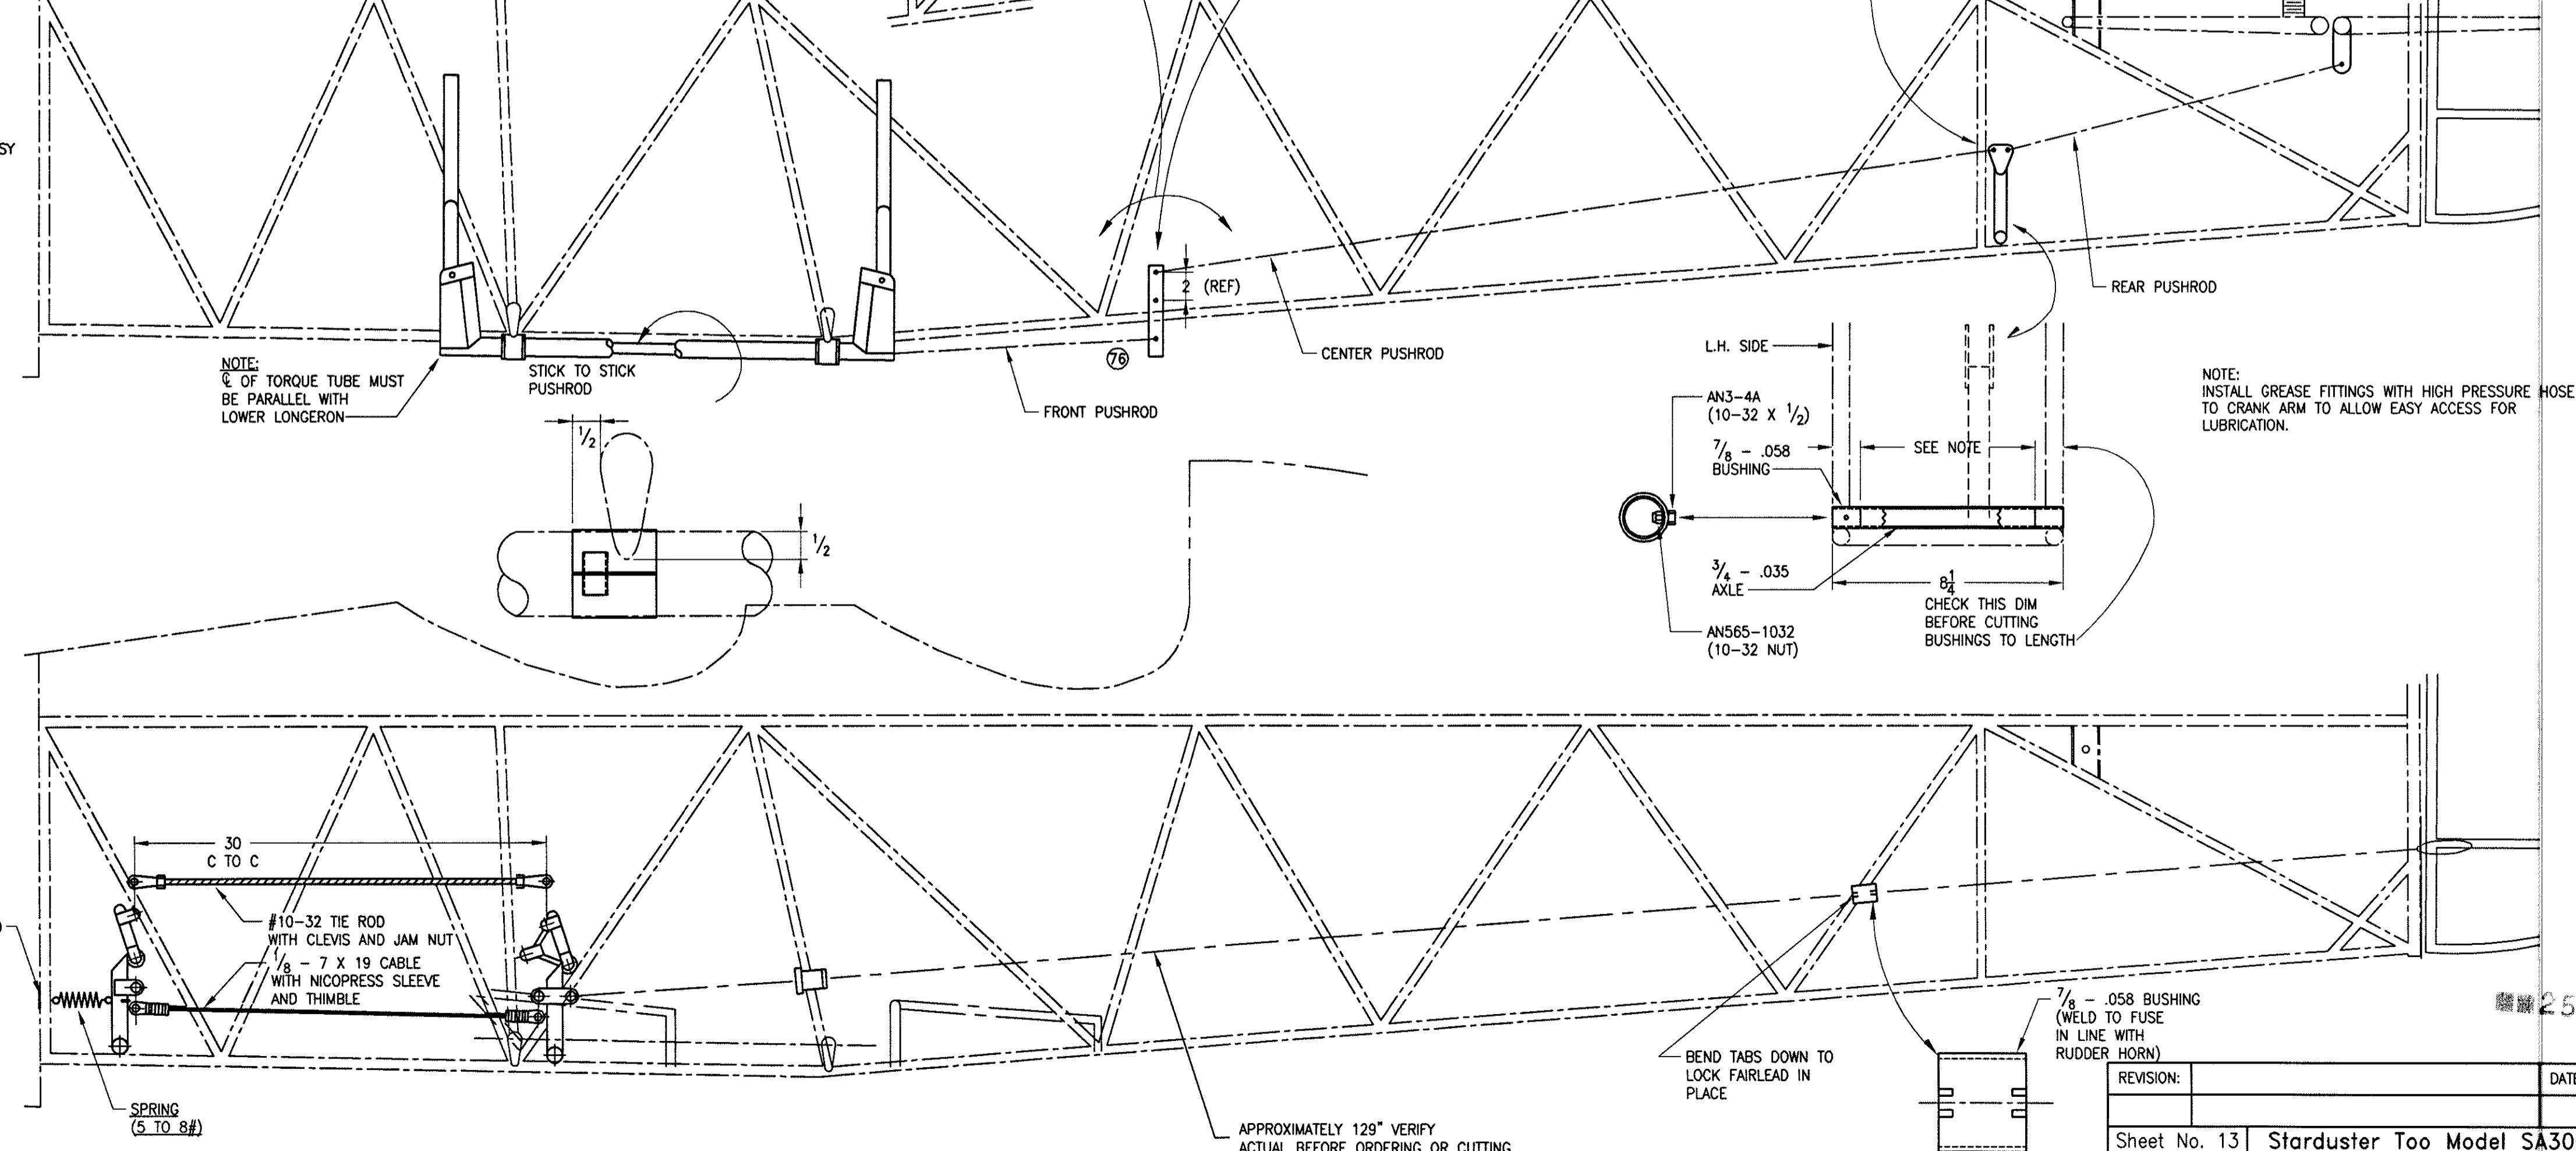 SY
2 (REF)
REAR PUSHROD
76
CENTER PUSHROD
FRONT PUSHROD
NOTE:
℄ OF TORQUE TUBE MUST
BE PARALLEL WITH
LOWER LONGERON
STICK TO STICK
PUSHROD
1/2
1/2
L.H. SIDE
AN3-4A
(10-32 X 1/2)
7/8 - .058
BUSHING
SEE NOTE
3/4 - .035
AXLE
8 1/4
CHECK THIS DIM
BEFORE CUTTING
BUSHINGS TO LENGTH
AN565-1032
(10-32 NUT)
NOTE:
INSTALL GREASE FITTINGS WITH HIGH PRESSURE HOSE
TO CRANK ARM TO ALLOW EASY ACCESS FOR
LUBRICATION.
30
C TO C
#10-32 TIE ROD
WITH CLEVIS AND JAM NUT
1/8 - 7 X 19 CABLE
WITH NICOPRESS SLEEVE
AND THIMBLE
SPRING
(5 TO 8#)
APPROXIMATELY 129" VERIFY
ACTUAL BEFORE ORDERING OR CUTTING
BEND TABS DOWN TO
LOCK FAIRLEAD IN
PLACE
7/8 - .058 BUSHING
(WELD TO FUSE
IN LINE WITH
RUDDER HORN)
25
REVISION:
DATE
Sheet No. 13
Starduster Too Model SA30